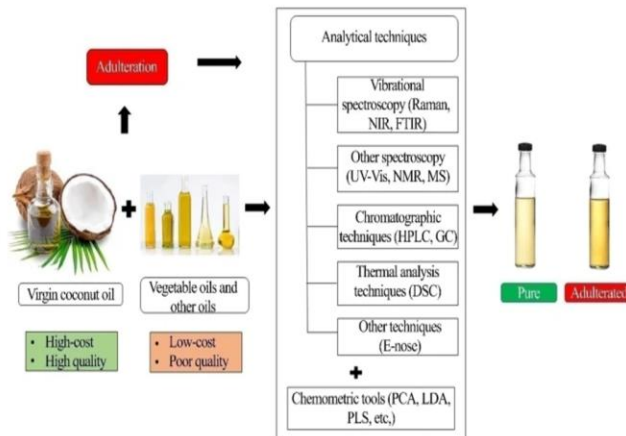 Adulteration
Virgin coconut oil
• High-cost
• High quality
Vegetable oils and
other oils
• Low-cost
• Poor quality
Analytical techniques
Vibrational
spectroscopy (Raman,
NIR, FTIR)
Other spectroscopy
(UV-Vis, NMR, MS)
Chromatographic
techniques (HPLC, GC)
Thermal analysis
techniques (DSC)
Other techniques
(E-nose)
Chemometric tools (PCA, LDA,
PLS, etc,)
Pure
Adulterated